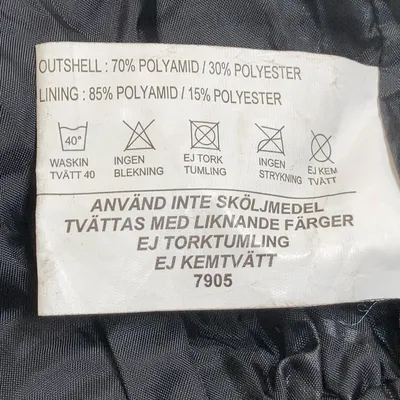 OUTSHELL : 70% POLYAMID / 30% POLYESTER
LINING : 85% POLYAMID / 15% POLYESTER
40°
WASKIN TVÄTT 40
INGEN BLEKNING
EJ TORK TUMLING
INGEN STRYKNING
EJ KEM TVÄTT
ANVÄND INTE SKÖLJMEDEL
TVÄTTAS MED LIKNANDE FÄRGER
EJ TORKTUMLING
EJ KEMTVÄTT
7905